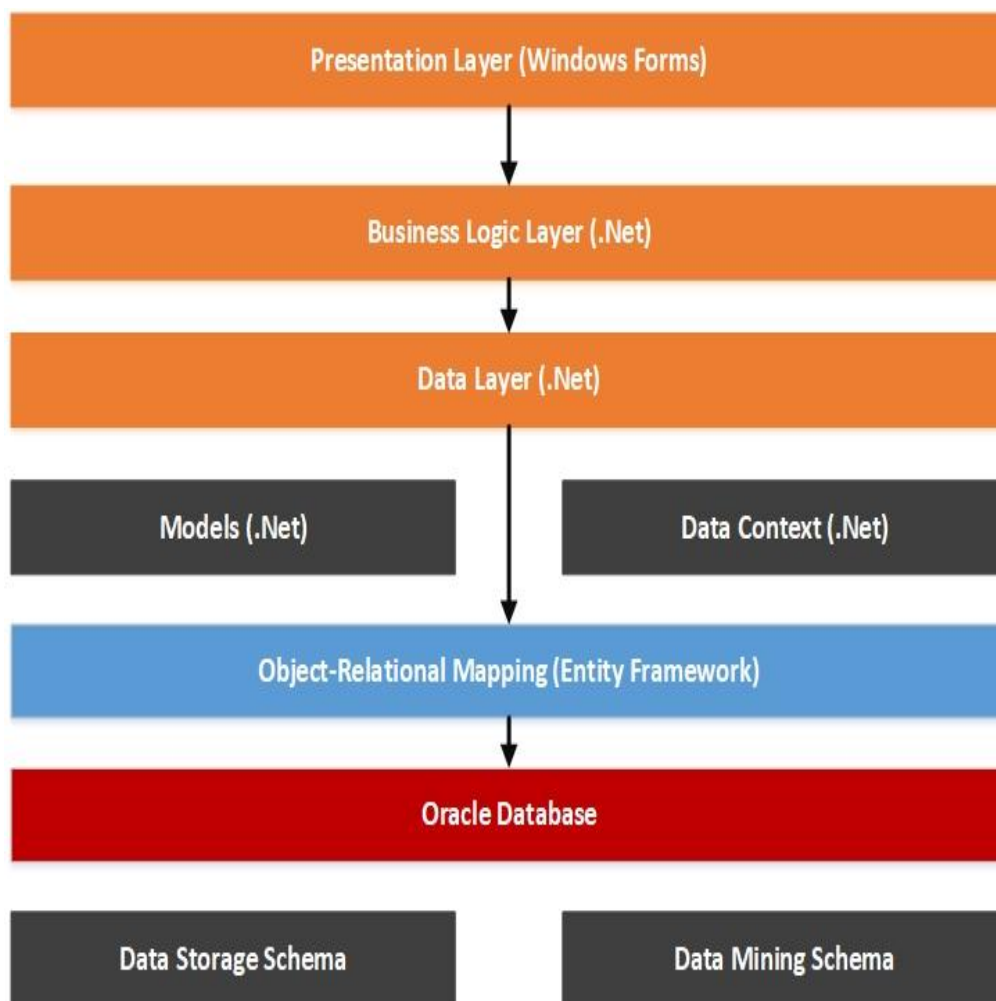 Presentation Layer (Windows Forms)
Business Logic Layer (.Net)
Data Layer (.Net)
Models (.Net)
Data Context (.Net)
Object-Relational Mapping (Entity Framework)
Oracle Database
Data Storage Schema
Data Mining Schema